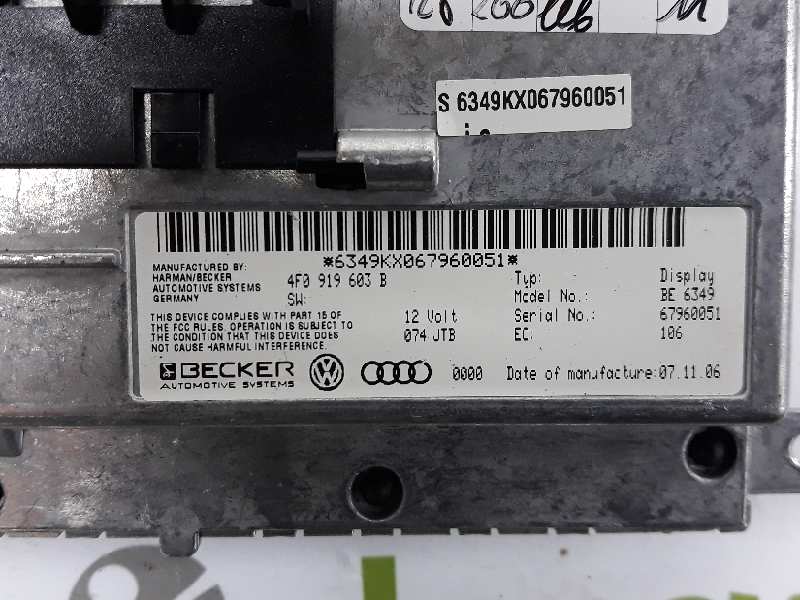 128 200
S 6349KX067960051
*6349KX067960051*
MANUFACTURED BY:
HARMAN/BECKER
AUTOMOTIVE SYSTEMS
GERMANY
4F0 919 603 B
SW:
Typ: Display
Model No.: BE 6349
THIS DEVICE COMPLIES WITH PART 15 OF
THE FCC RULES. OPERATION IS SUBJECT TO
THE CONDITION THAT THIS DEVICE DOES
NOT CAUSE HARMFUL INTERFERENCE.
12 Volt
074 JTB
Serial No.: 67960051
EC: 106
BECKER
AUTOMOTIVE SYSTEMS
0000 Date of manufacture: 07.11.06